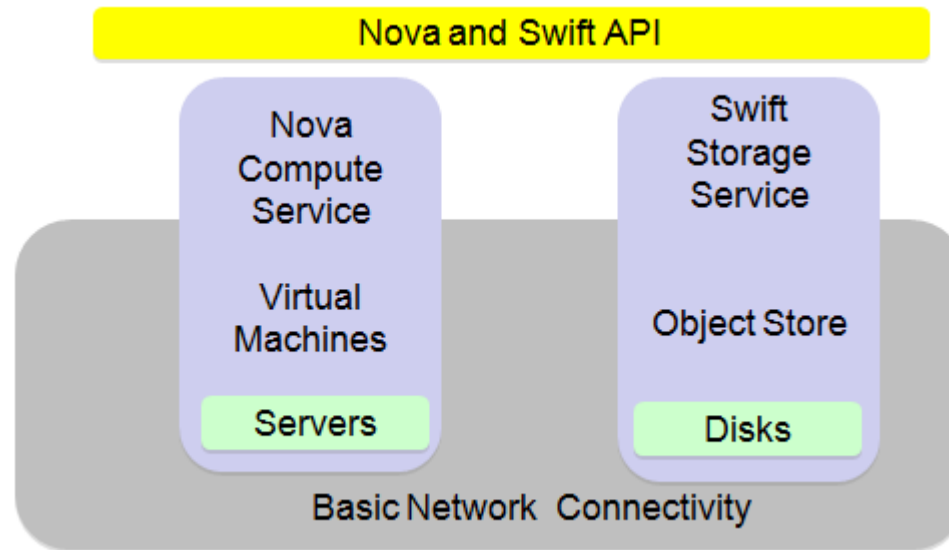 Nova and Swift API
Nova
Compute
Service
Virtual
Machines
Servers
Swift
Storage
Service
Object Store
Disks
Basic Network Connectivity